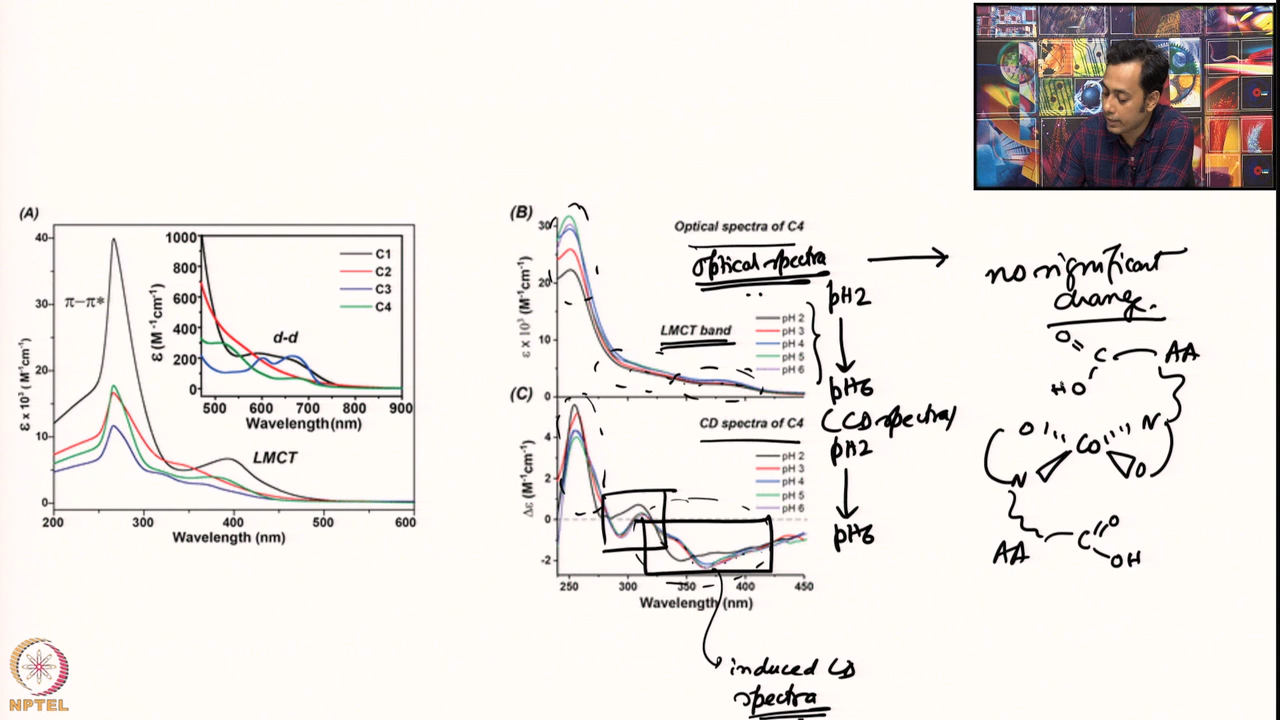 (A)
40
30
20
10
0
ε x 10³ (M⁻¹cm⁻¹)
π–π*
LMCT
200 300 400 500 600
Wavelength (nm)
1000
800
600
400
200
0
ε (M⁻¹cm⁻¹)
d-d
C1
C2
C3
C4
500 600 700 800 900
Wavelength(nm)
(B)
Optical spectra of C4
optical spectra
30
20
10
0
ε x 10³ (M⁻¹cm⁻¹)
LMCT band
pH 2
pH 3
pH 4
pH 5
pH 6
(C)
CD spectra of C4
4
2
0
-2
Δε (M⁻¹cm⁻¹)
pH 2
pH 3
pH 4
pH 5
pH 6
250 300 350 400 450
Wavelength (nm)
pH2
pH6
CD spectra
pH2
pH6
induced CD
spectra
no significant
change.
O
C AA
HO
O N
Co
N O
AA C O
OH
NPTEL